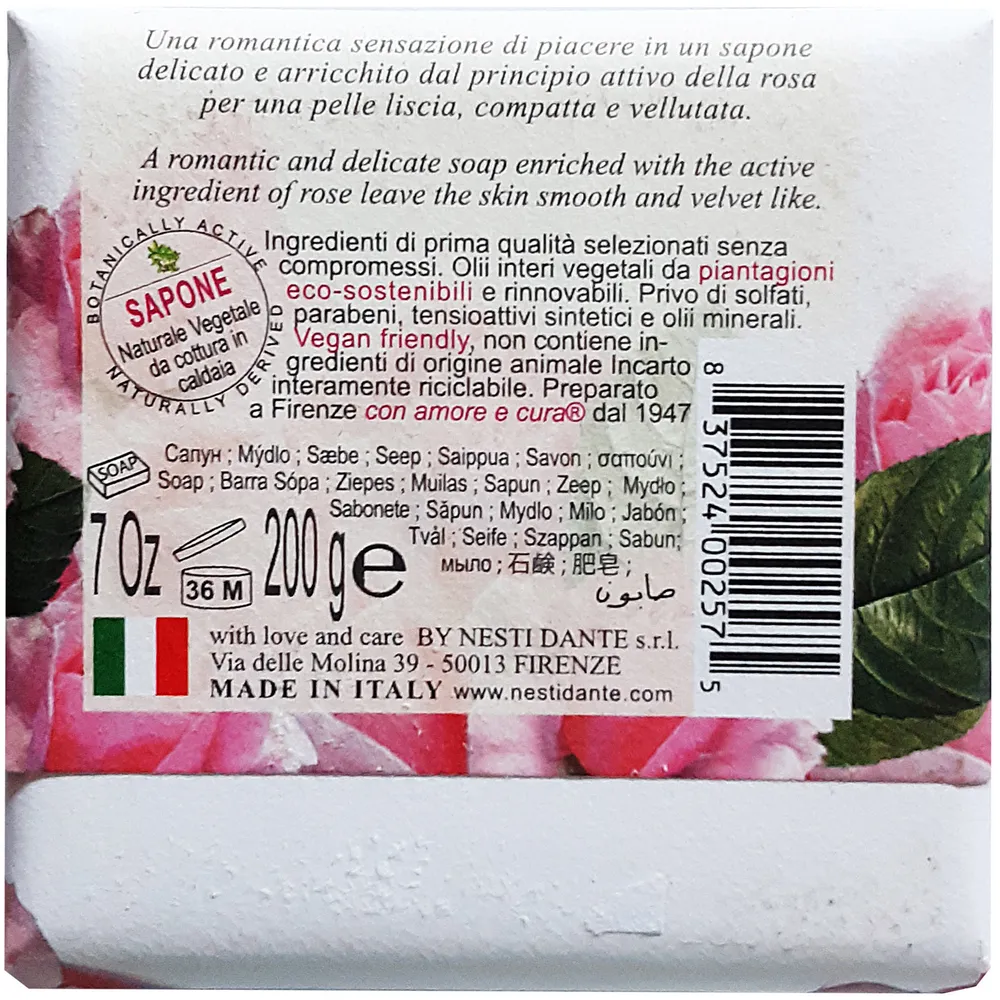 Una romantica sensazione di piacere in un sapone
delicato e arricchito dal principio attivo della rosa
per una pelle liscia, compatta e vellutata.
A romantic and delicate soap enriched with the active
ingredient of rose leave the skin smooth and velvet like.
BOTANICALLY ACTIVE
SAPONE
Naturale Vegetale
da cottura in
caldaia
NATURALLY DERIVED
Ingredienti di prima qualità selezionati senza
compromessi. Olii interi vegetali da piantagioni
eco-sostenibili e rinnovabili. Privo di solfati,
parabeni, tensioattivi sintetici e olii minerali.
Vegan friendly, non contiene in-
gredienti di origine animale Incarto
interamente riciclabile. Preparato
a Firenze con amore e cura® dal 1947
SOAP
Сапун ; Mýdlo ; Sæbe ; Seep ; Saippua ; Savon ; σαπούνι ;
Soap ; Barra Sópa ; Ziepes ; Muilas ; Sapun ; Zeep ; Mydło ;
Sabonete ; Săpun ; Mydlo ; Milo ; Jabón ;
Tvål ; Seife ; Szappan ; Sabun;
мыло ; 石鹸 ; 肥皂 ;
صابون
7 Oz
36 M
200 g e
with love and care BY NESTI DANTE s.r.l.
Via delle Molina 39 - 50013 FIRENZE
MADE IN ITALY www.nestidante.com
8 37524 00257 5